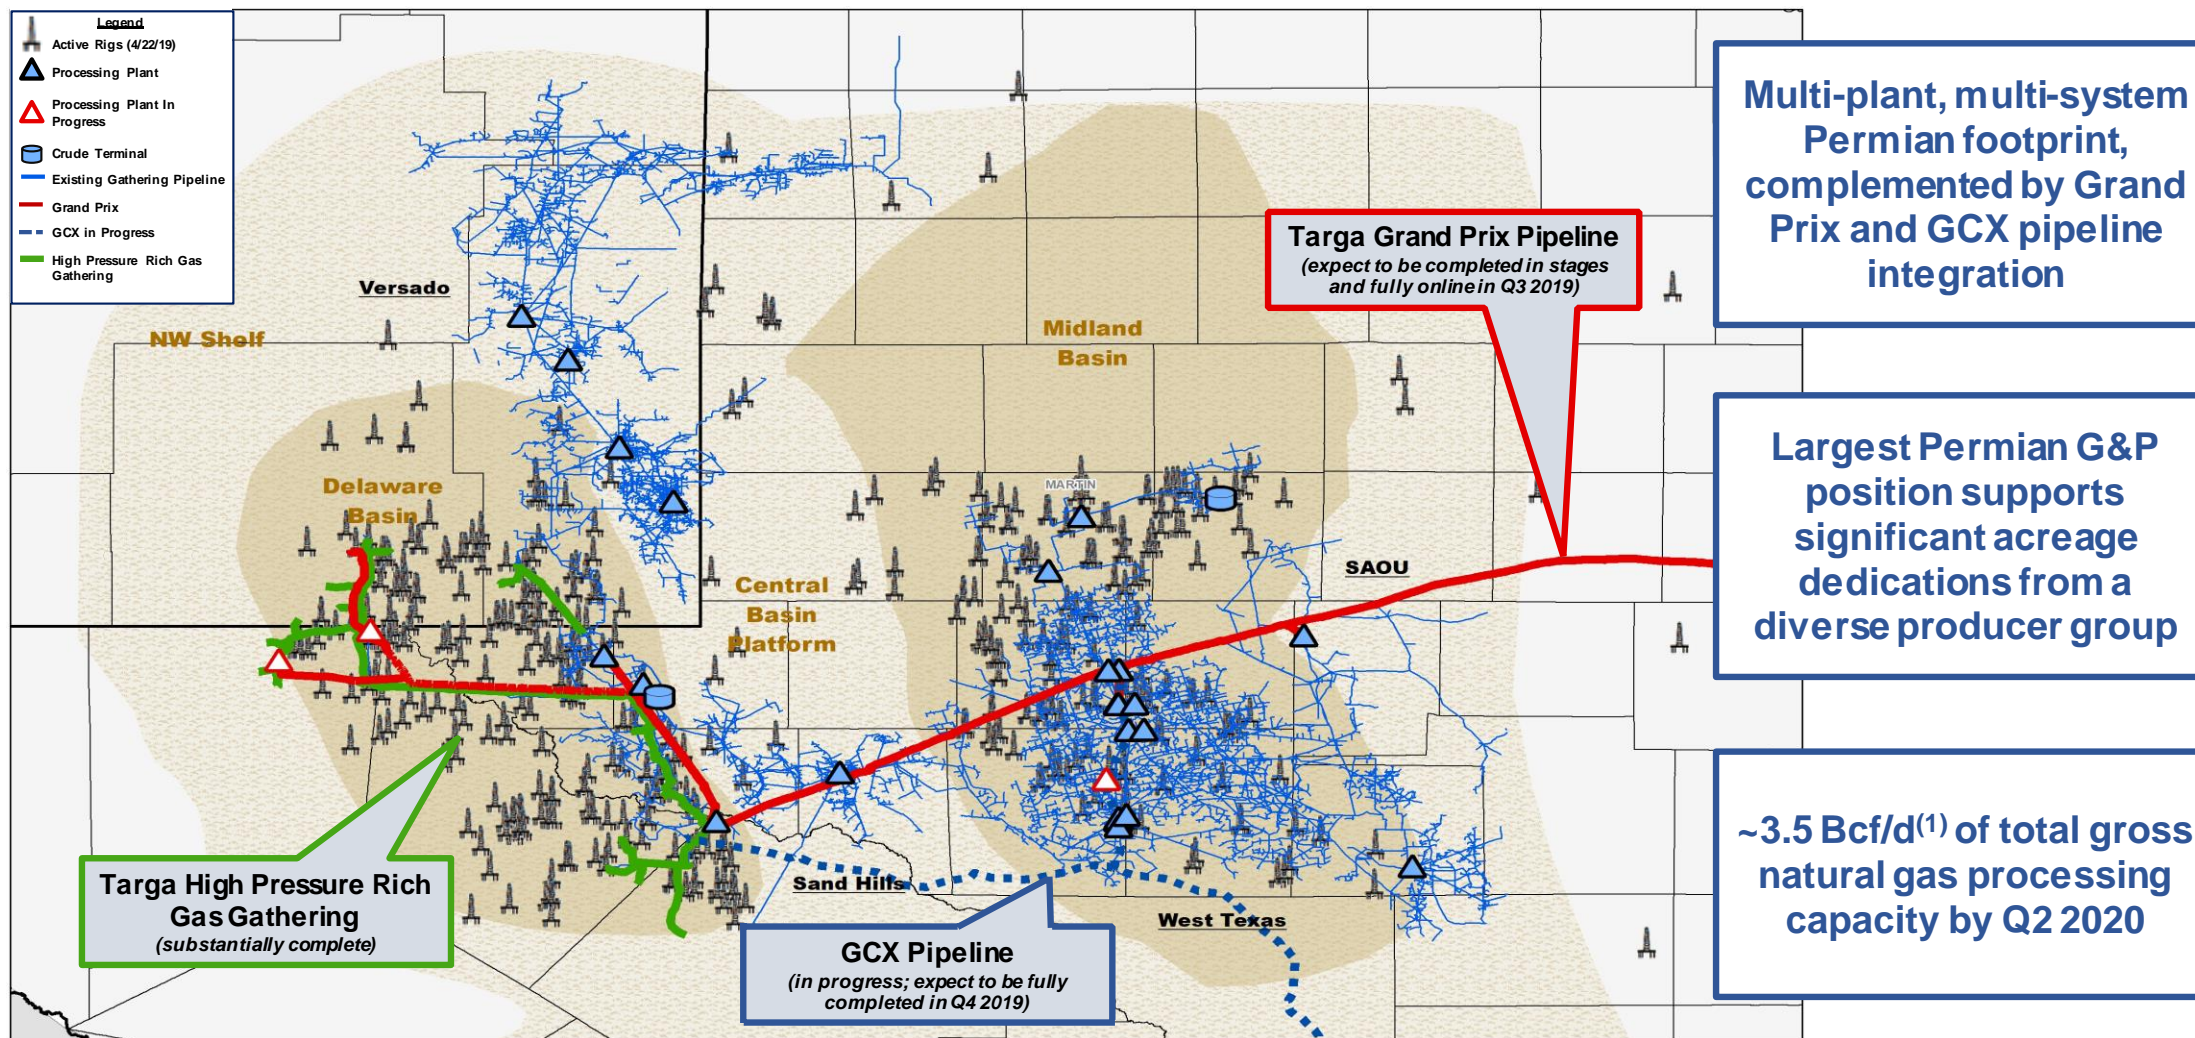 Legend
Active Rigs (4/22/19)
Processing Plant
Processing Plant In
Progress
Crude Terminal
Existing Gathering Pipeline
Grand Prix
GCX in Progress
High Pressure Rich Gas
Gathering
Versado
NW Shelf
Delaware
Basin
Central
Basin
Platform
Midland
Basin
MARTIN
SAOU
Sand Hills
West Texas
Targa Grand Prix Pipeline
(expect to be completed in stages
and fully online in Q3 2019)
Targa High Pressure Rich
Gas Gathering
(substantially complete)
GCX Pipeline
(in progress; expect to be fully
completed in Q4 2019)
Multi-plant, multi-system
Permian footprint,
complemented by Grand
Prix and GCX pipeline
integration
Largest Permian G&P
position supports
significant acreage
dedications from a
diverse producer group
~3.5 Bcf/d(1) of total gross
natural gas processing
capacity by Q2 2020